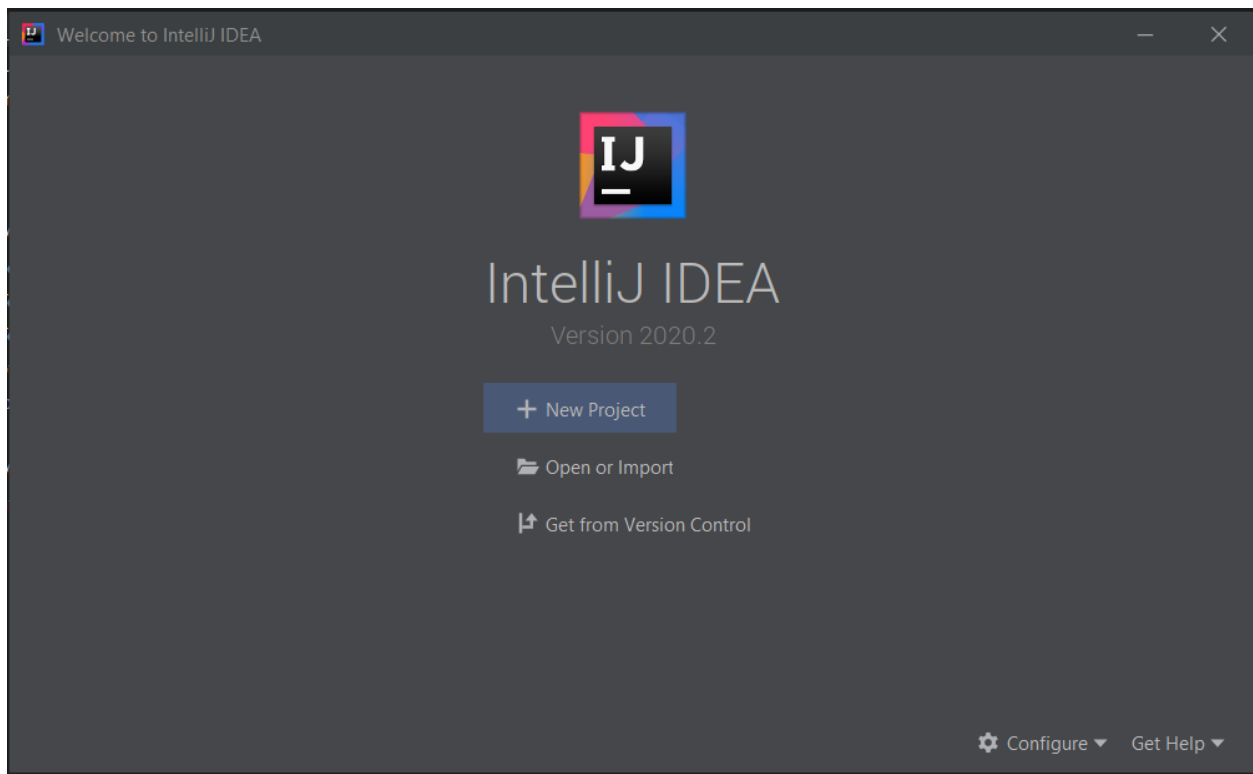 Welcome to IntelliJ IDEA
IJ
IntelliJ IDEA
Version 2020.2
New Project
Open or Import
Get from Version Control
Configure Get Help